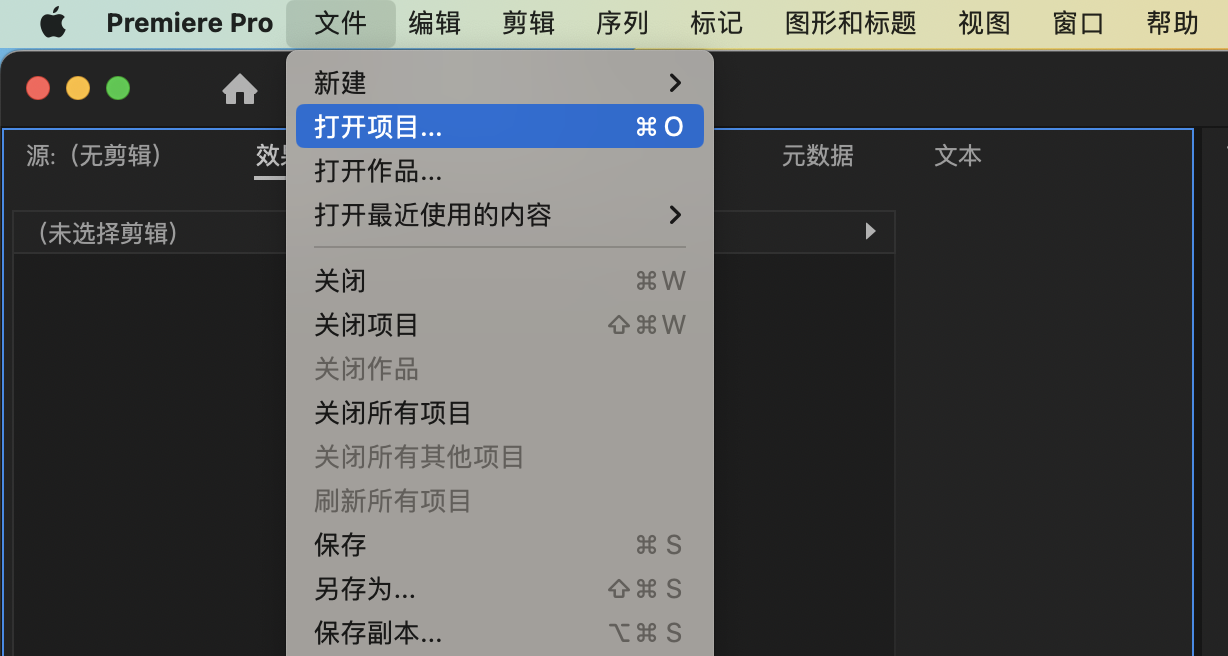 Premiere Pro 文件 编辑 剪辑 序列 标记 图形和标题 视图 窗口 帮助
新建
打开项目... ⌘ O
源:（无剪辑） 元数据 文本
打开作品...
打开最近使用的内容
（未选择剪辑）
关闭 ⌘ W
关闭项目 ⇧ ⌘ W
关闭作品
关闭所有项目
关闭所有其他项目
刷新所有项目
保存 ⌘ S
另存为... ⇧ ⌘ S
保存副本... ⌥ ⌘ S